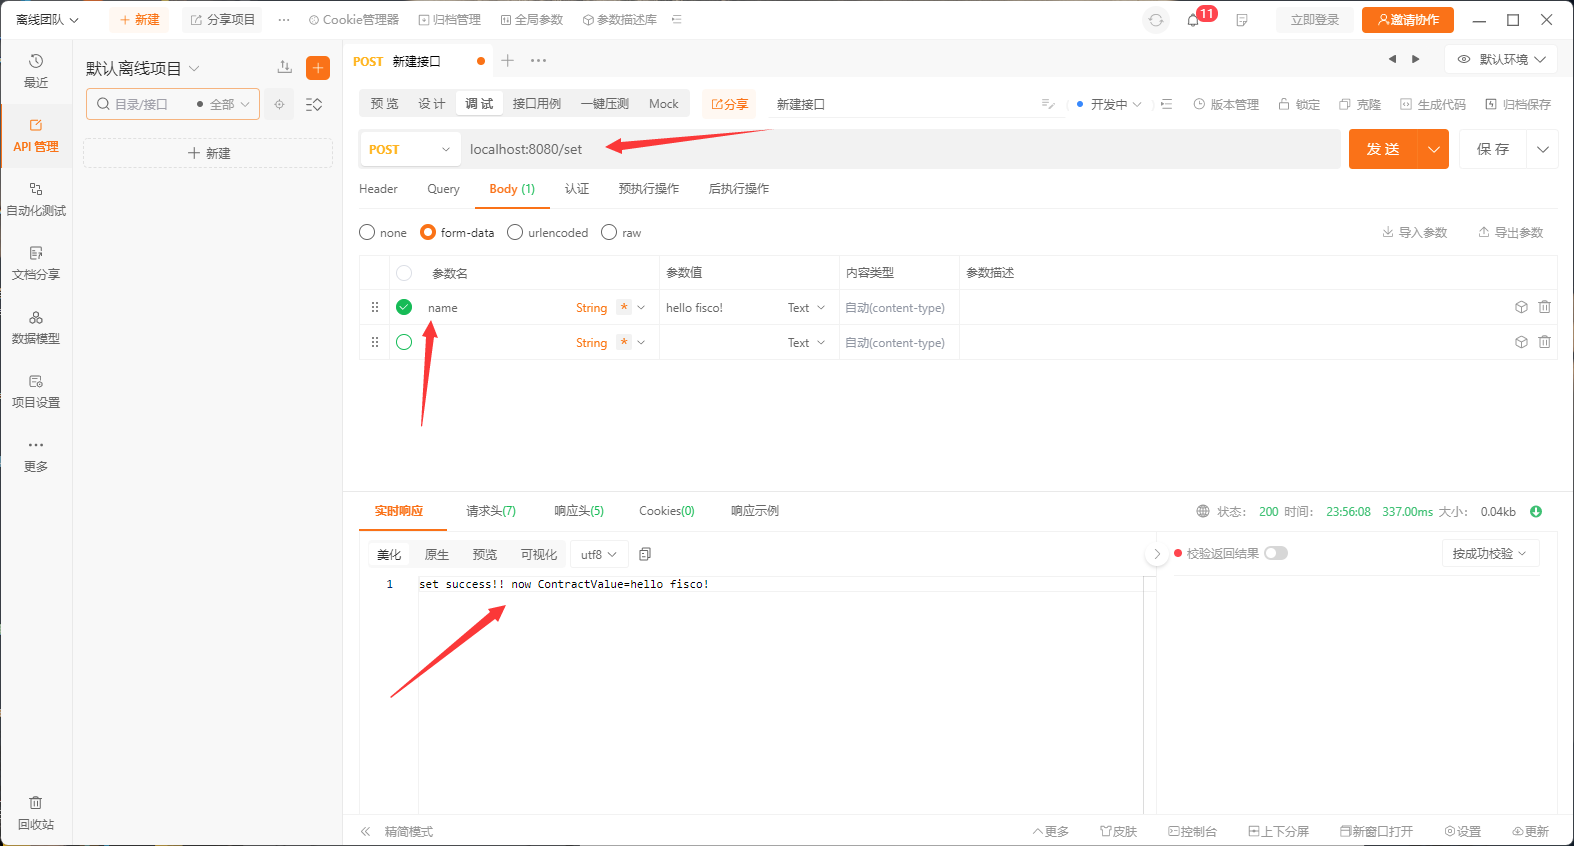 离线团队 新建 分享项目 ··· Cookie管理器 归档管理 全局参数 参数描述库 11 立即登录 邀请协作
最近
API 管理
自动化测试
文档分享
数据模型
项目设置
更多
回收站
默认离线项目
目录/接口 全部
新建
POST 新建接口 默认环境
预 览 设 计 调 试 接口用例 一键压测 Mock 分享 新建接口 开发中 版本管理 锁定 克隆 生成代码 归档保存
POST localhost:8080/set 发 送 保 存
Header Query Body (1) 认证 预执行操作 后执行操作
none form-data urlencoded raw 导入参数 导出参数
参数名 参数值 内容类型 参数描述
name String * hello fisco! Text 自动(content-type)
String * Text 自动(content-type)
实时响应 请求头(7) 响应头(5) Cookies(0) 响应示例 状态: 200 时间: 23:56:08 337.00ms 大小: 0.04kb
美化 原生 预览 可视化 utf8 校验返回结果 按成功校验
1 set success!! now ContractValue=hello fisco!
精简模式 更多 皮肤 控制台 上下分屏 新窗口打开 设置 更新